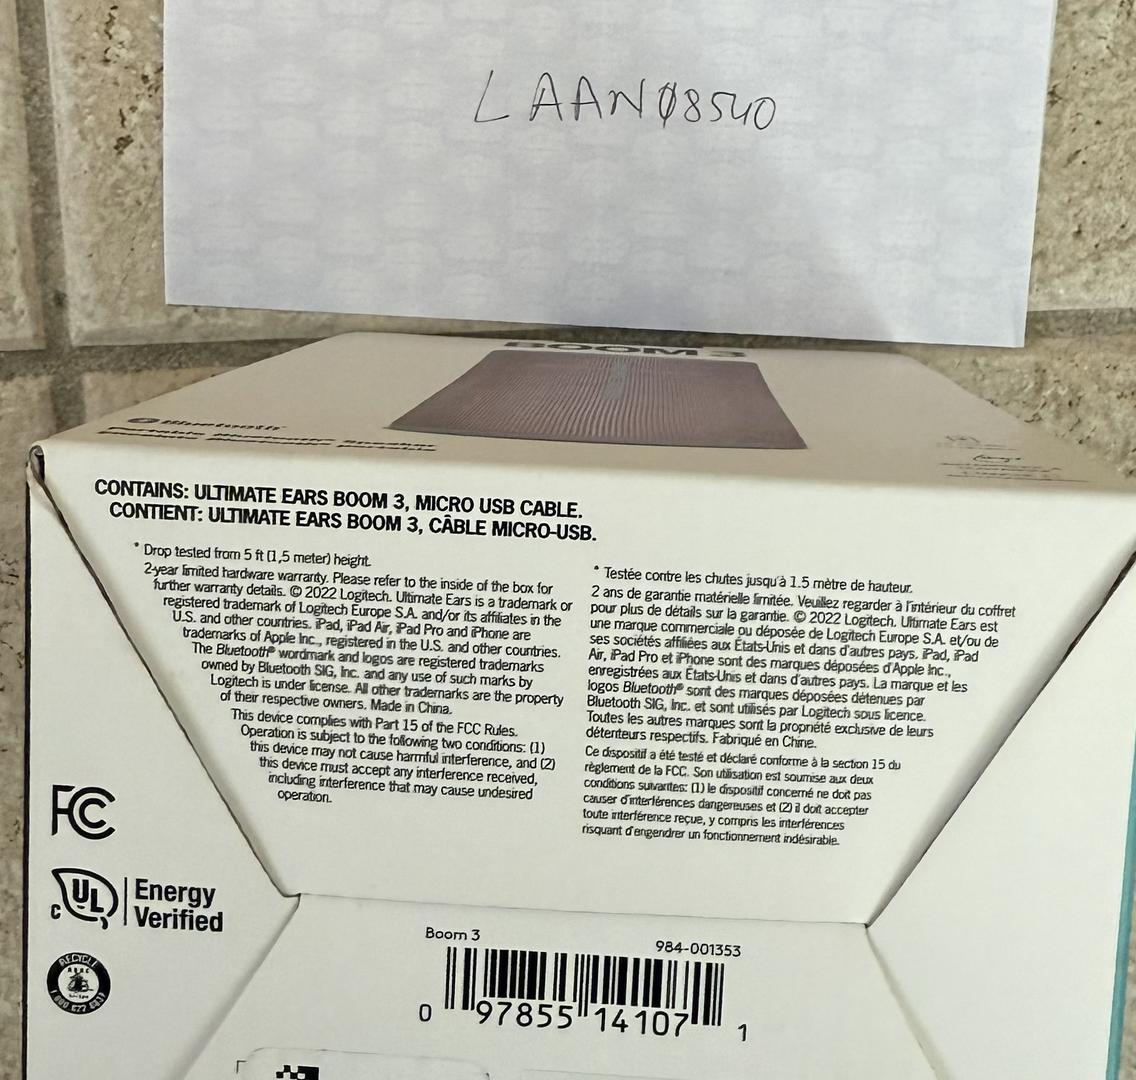 LAANØ8540
BOOM 3
Bluetooth®
Portable Bluetooth® Speaker
CONTAINS: ULTIMATE EARS BOOM 3, MICRO USB CABLE.
CONTIENT: ULTIMATE EARS BOOM 3, CÂBLE MICRO-USB.
* Drop tested from 5 ft (1,5 meter) height.
2-year limited hardware warranty. Please refer to the inside of the box for
further warranty details. © 2022 Logitech. Ultimate Ears is a trademark or
registered trademark of Logitech Europe S.A. and/or its affiliates in the
U.S. and other countries. iPad, iPad Air, iPad Pro and iPhone are
trademarks of Apple Inc., registered in the U.S. and other countries.
The Bluetooth® wordmark and logos are registered trademarks
owned by Bluetooth SIG, Inc. and any use of such marks by
Logitech is under license. All other trademarks are the property
of their respective owners. Made in China.
This device complies with Part 15 of the FCC Rules.
Operation is subject to the following two conditions: (1)
this device may not cause harmful interference, and (2)
this device must accept any interference received,
including interference that may cause undesired
operation.
* Testée contre les chutes jusqu'à 1.5 mètre de hauteur.
2 ans de garantie matérielle limitée. Veuillez regarder à l'intérieur du coffret
pour plus de détails sur la garantie. © 2022 Logitech. Ultimate Ears est
une marque commerciale ou déposée de Logitech Europe S.A. et/ou de
ses sociétés affiliées aux États-Unis et dans d'autres pays. iPad, iPad
Air, iPad Pro et iPhone sont des marques déposées d'Apple Inc.,
enregistrées aux États-Unis et dans d'autres pays. La marque et les
logos Bluetooth® sont des marques déposées détenues par
Bluetooth SIG, Inc. et sont utilisés par Logitech sous licence.
Toutes les autres marques sont la propriété exclusive de leurs
détenteurs respectifs. Fabriqué en Chine.
Ce dispositif a été testé et déclaré conforme à la section 15 du
règlement de la FCC. Son utilisation est soumise aux deux
conditions suivantes: (1) le dispositif concerné ne doit pas
causer d'interférences dangereuses et (2) il doit accepter
toute interférence reçue, y compris les interférences
risquant d'engendrer un fonctionnement indésirable.
FC
c UL Energy
Verified
RECYCLE
Boom 3
984-001353
0 97855 14107 1